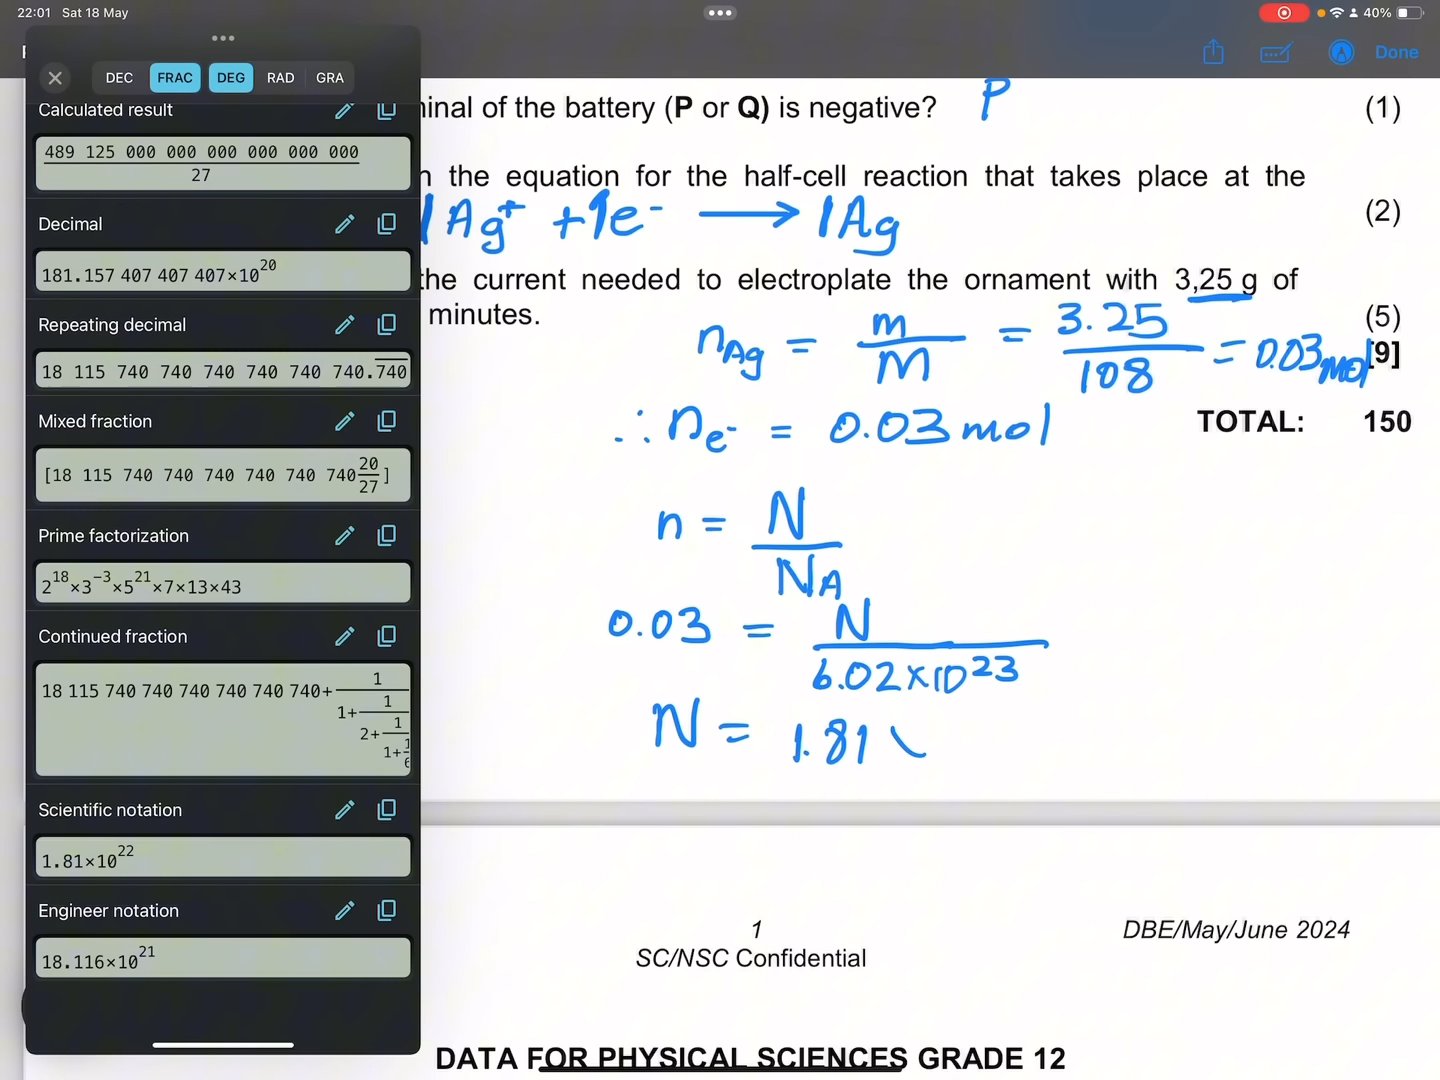 22:01 Sat 18 May
40%
Done
DEC FRAC DEG RAD GRA
Calculated result
489 125 000 000 000 000 000 000
27
Decimal
181.157 407 407 407×10^20
Repeating decimal
18 115 740 740 740 740 740 740.740
Mixed fraction
[18 115 740 740 740 740 740 740 20/27]
Prime factorization
2^18×3^-3×5^21×7×13×43
Continued fraction
18 115 740 740 740 740 740 740+
1
1+
1
2+
1
1+
1
6
Scientific notation
1.81×10^22
Engineer notation
18.116×10^21
inal of the battery (P or Q) is negative? P (1)
the equation for the half-cell reaction that takes place at the
1Ag+ + 1e- → 1Ag (2)
the current needed to electroplate the ornament with 3,25 g of
minutes. (5)
[9]
nAg = m/M = 3.25/108 = 0.03mol
TOTAL: 150
∴ ne- = 0.03 mol
n = N/NA
0.03 = N/6.02×10^23
N = 1.81
1
DBE/May/June 2024
SC/NSC Confidential
DATA FOR PHYSICAL SCIENCES GRADE 12